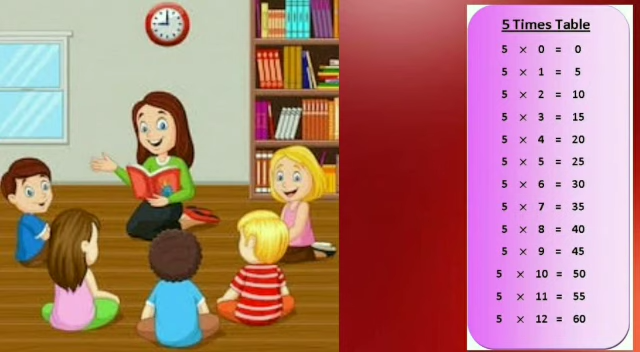 5 Times Table
5 × 0 = 0
5 × 1 = 5
5 × 2 = 10
5 × 3 = 15
5 × 4 = 20
5 × 5 = 25
5 × 6 = 30
5 × 7 = 35
5 × 8 = 40
5 × 9 = 45
5 × 10 = 50
5 × 11 = 55
5 × 12 = 60